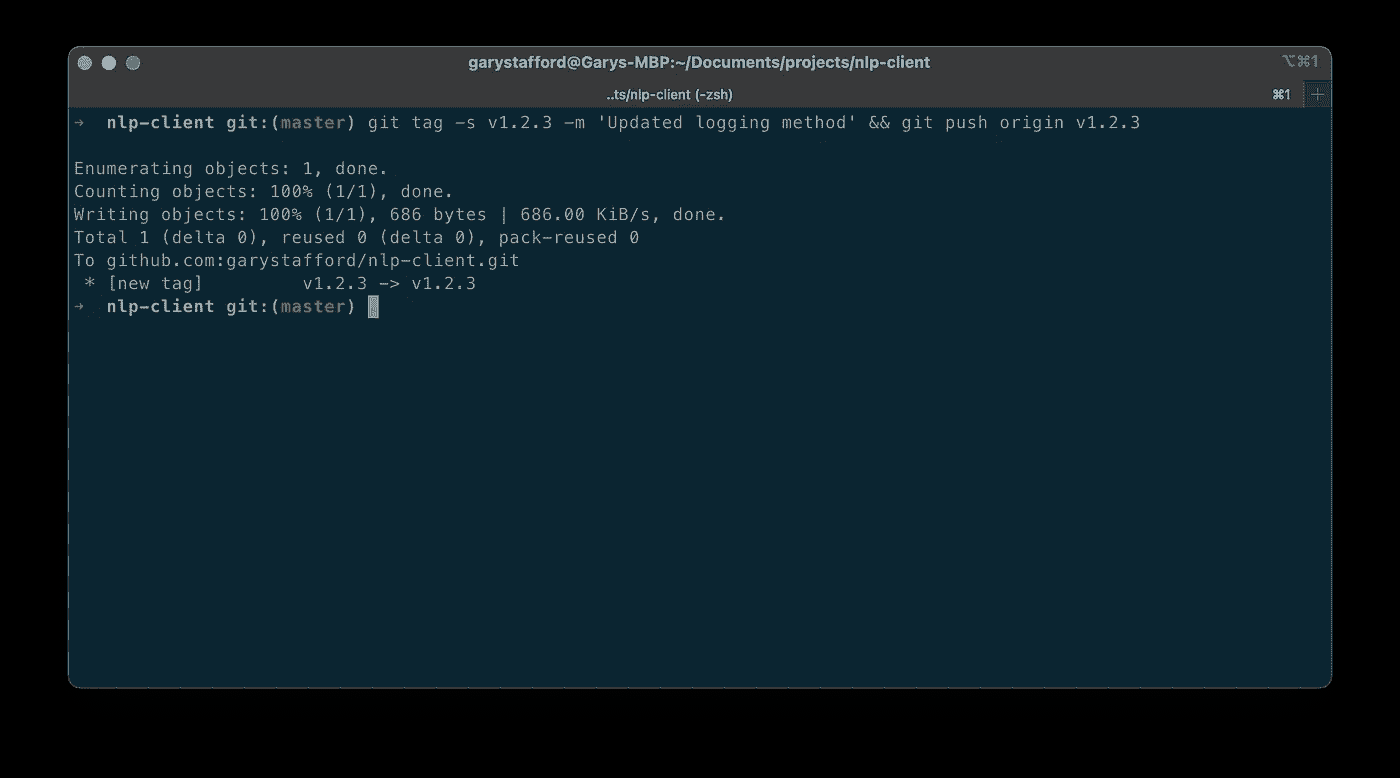 garystafford@Garys-MBP:~/Documents/projects/nlp-client ⌥⌘1
..ts/nlp-client (-zsh) ⌘1 +
→ nlp-client git:(master) git tag -s v1.2.3 -m 'Updated logging method' && git push origin v1.2.3
Enumerating objects: 1, done.
Counting objects: 100% (1/1), done.
Writing objects: 100% (1/1), 686 bytes | 686.00 KiB/s, done.
Total 1 (delta 0), reused 0 (delta 0), pack-reused 0
To github.com:garystafford/nlp-client.git
 * [new tag]         v1.2.3 -> v1.2.3
→ nlp-client git:(master)